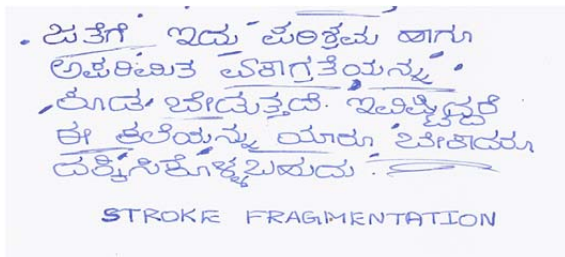 ಜತೆಗೆ ಇದು ಪರಿಶ್ರಮ ಹಾಗೂ
ಅಪರಿಮಿತ ಏಕಾಗ್ರತೆಯನ್ನು
ಕೂಡ ಬೇಡುತ್ತದೆ. ಇವಿಷ್ಟಿದ್ದರೆ
ಈ ಕಲೆಯನ್ನು ಯಾರೂ ಬೇಕಾದರೂ
ದಕ್ಕಿಸಿಕೊಳ್ಳಬಹುದು.
STROKE FRAGMENTATION